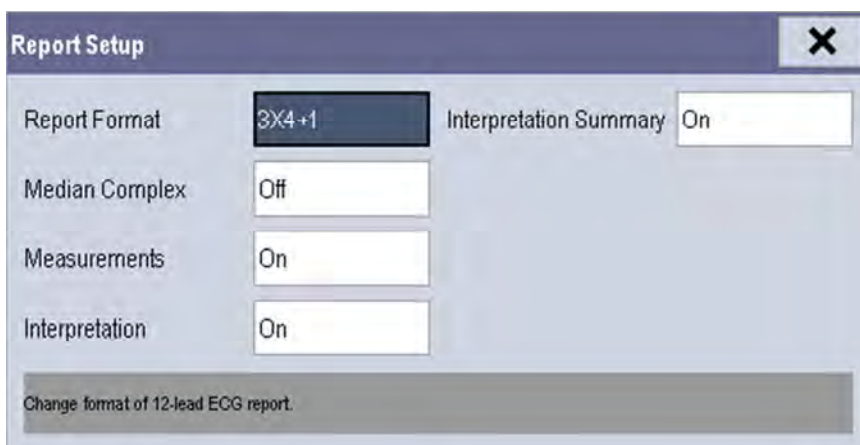 Report Setup
Report Format 3X4+1 Interpretation Summary On
Median Complex Off
Measurements On
Interpretation On
Change format of 12-lead ECG report.